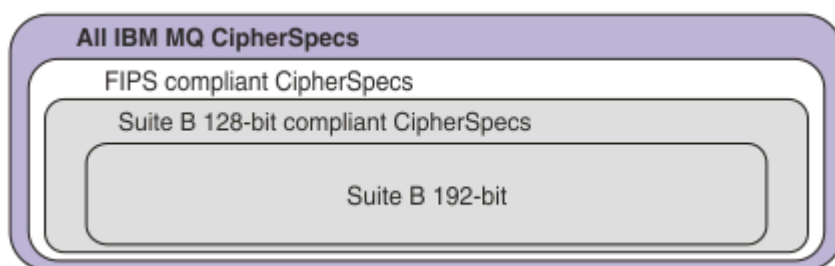 All IBM MQ CipherSpecs
FIPS compliant CipherSpecs
Suite B 128-bit compliant CipherSpecs
Suite B 192-bit